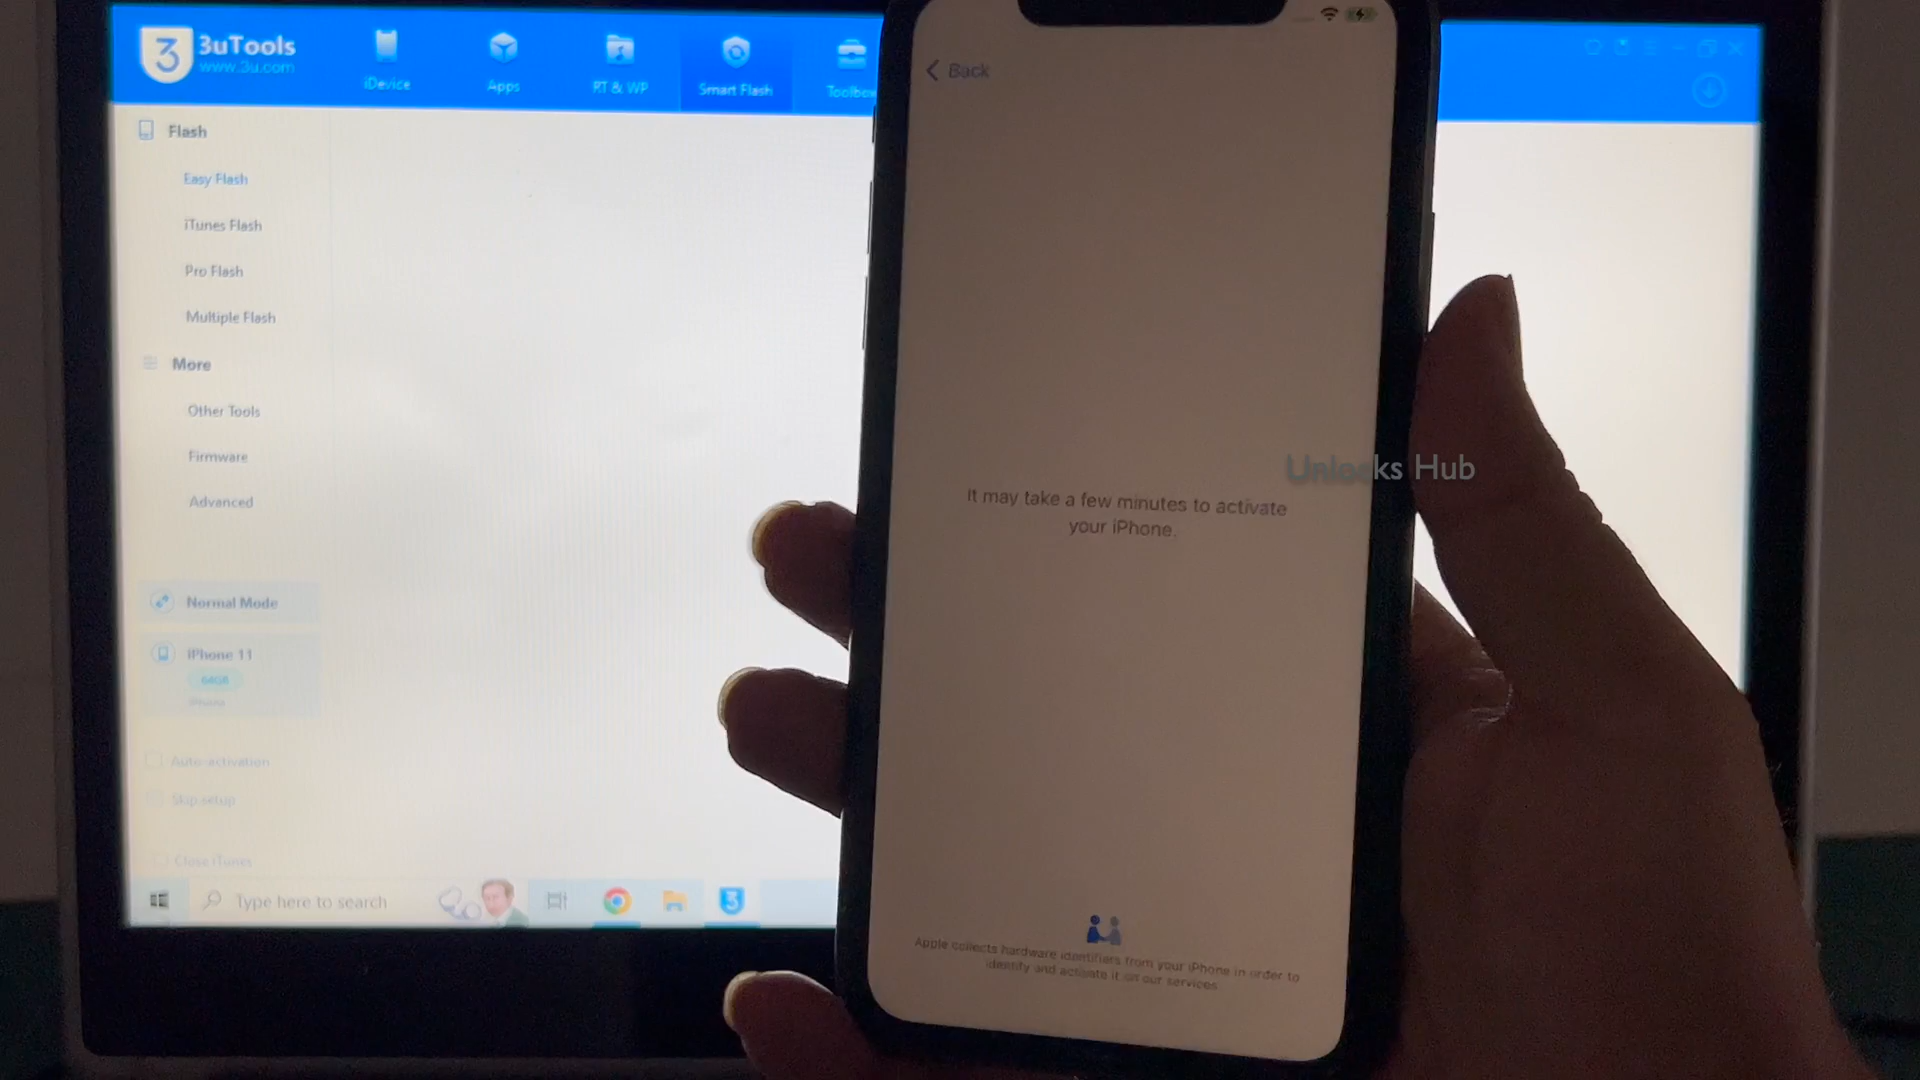 3uTools
www.3u.com
iDevice
Apps
RT & WP
Smart Flash
Toolbox
Flash
Easy Flash
iTunes Flash
Pro Flash
Multiple Flash
More
Other Tools
Firmware
Advanced
Normal Mode
iPhone 11
64GB
iPhone
Auto-activation
Skip setup
Close iTunes
Type here to search
3
Back
It may take a few minutes to activate
your iPhone.
Apple collects hardware identifiers from your iPhone in order to
identify and activate it on our services.
Unlocks Hub